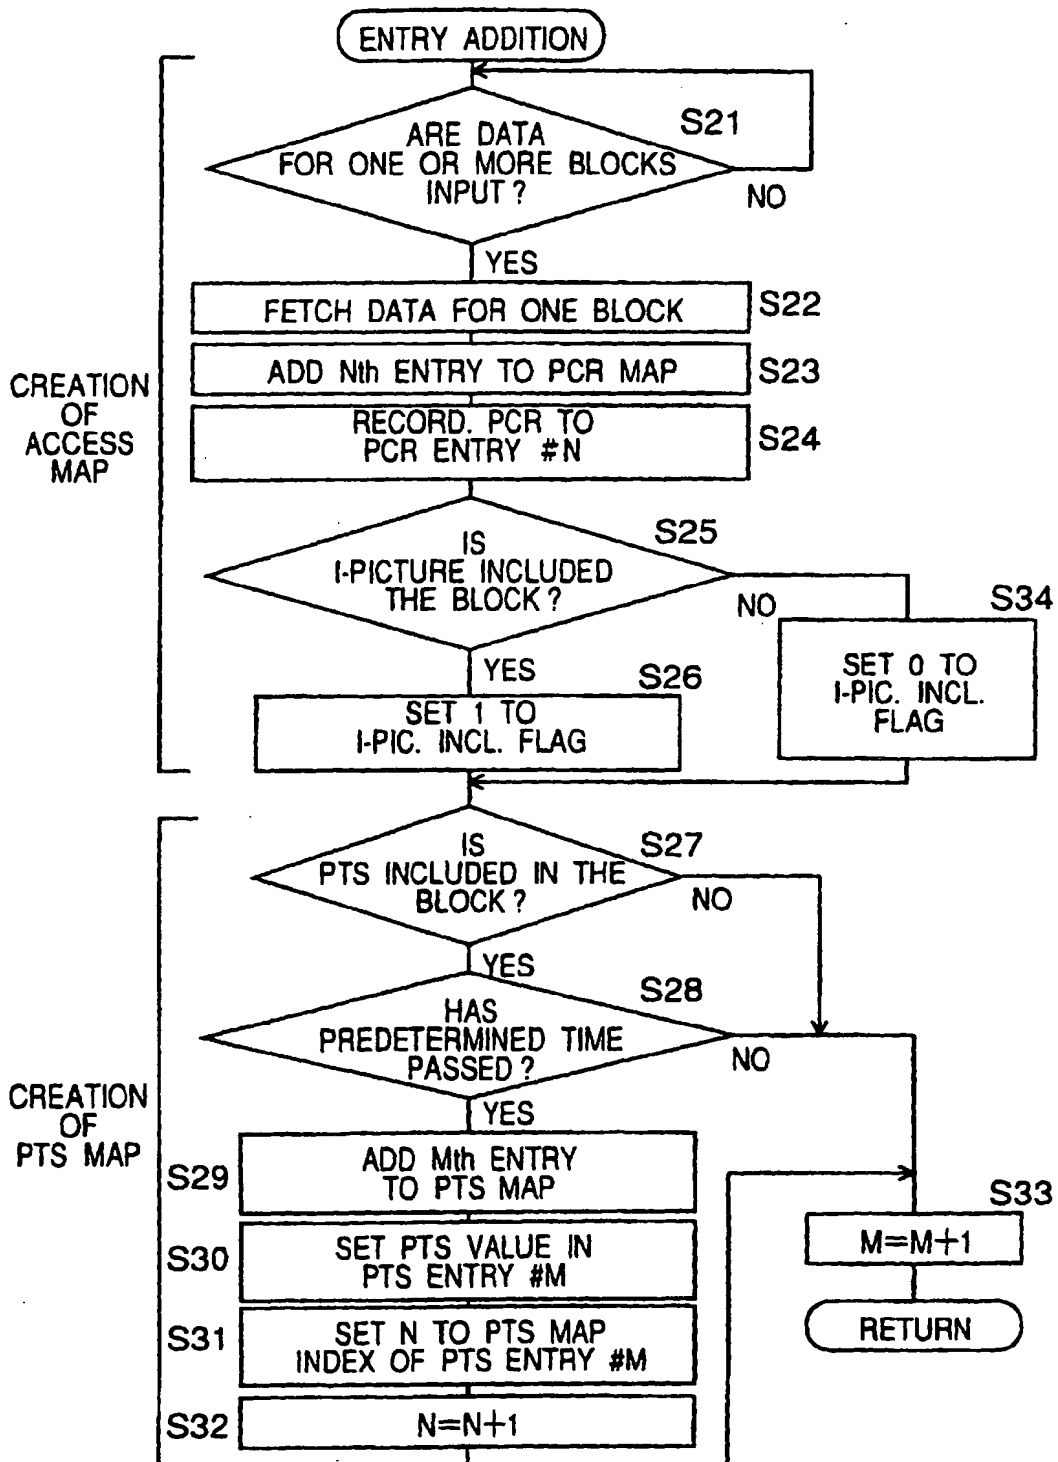 ENTRY ADDITION
S21
ARE DATA
FOR ONE OR MORE BLOCKS
INPUT ?
NO
YES
FETCH DATA FOR ONE BLOCK
S22
ADD Nth ENTRY TO PCR MAP
S23
CREATION
OF
ACCESS
MAP
RECORD. PCR TO
PCR ENTRY #N
S24
S25
IS
I-PICTURE INCLUDED
THE BLOCK ?
NO
S34
YES
S26
SET 0 TO
I-PIC. INCL.
FLAG
SET 1 TO
I-PIC. INCL. FLAG
S27
IS
PTS INCLUDED IN THE
BLOCK ?
NO
YES
S28
HAS
PREDETERMINED TIME
PASSED ?
NO
YES
CREATION
OF
PTS MAP
S29
ADD Mth ENTRY
TO PTS MAP
S33
M=M+1
S30
SET PTS VALUE IN
PTS ENTRY #M
RETURN
S31
SET N TO PTS MAP
INDEX OF PTS ENTRY #M
S32
N=N+1